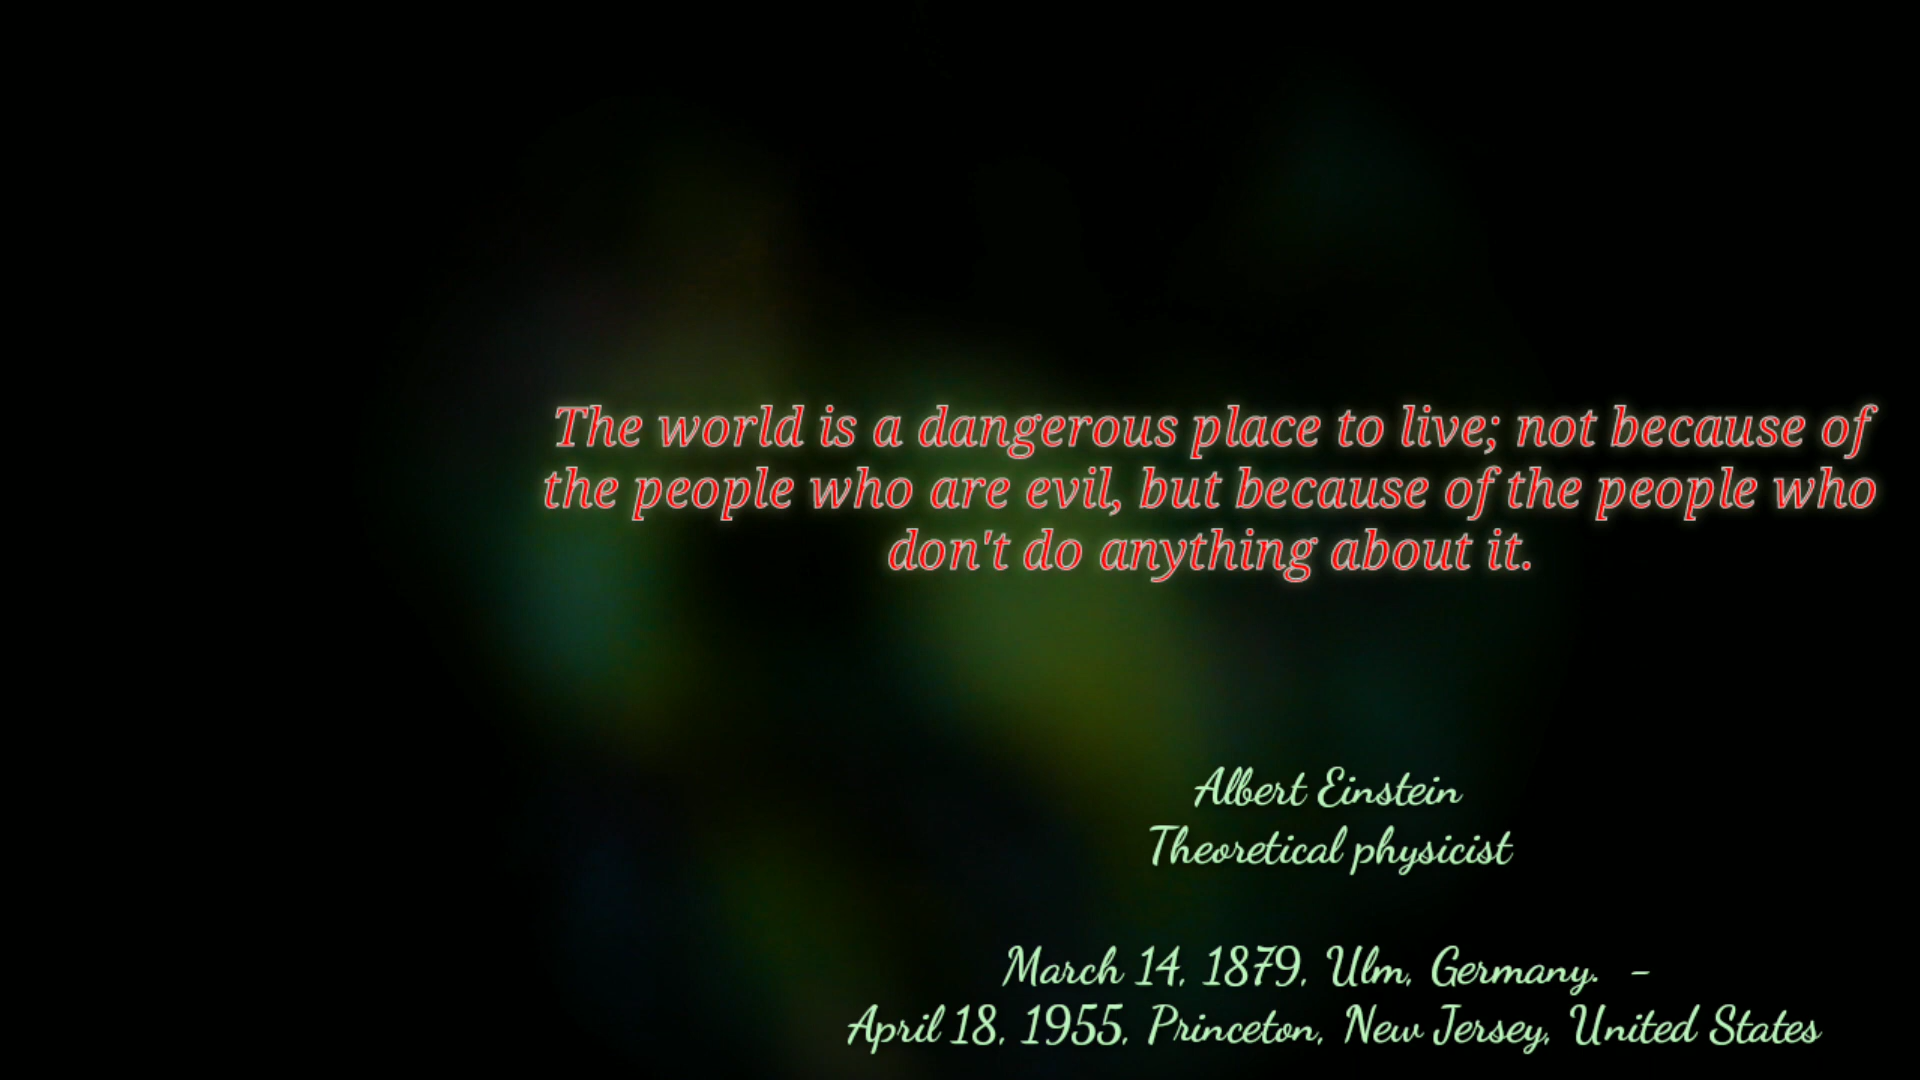 The world is a dangerous place to live; not because of
the people who are evil, but because of the people who
don't do anything about it.
Albert Einstein
Theoretical physicist
March 14, 1879, Ulm, Germany. -
April 18, 1955, Princeton, New Jersey, United States